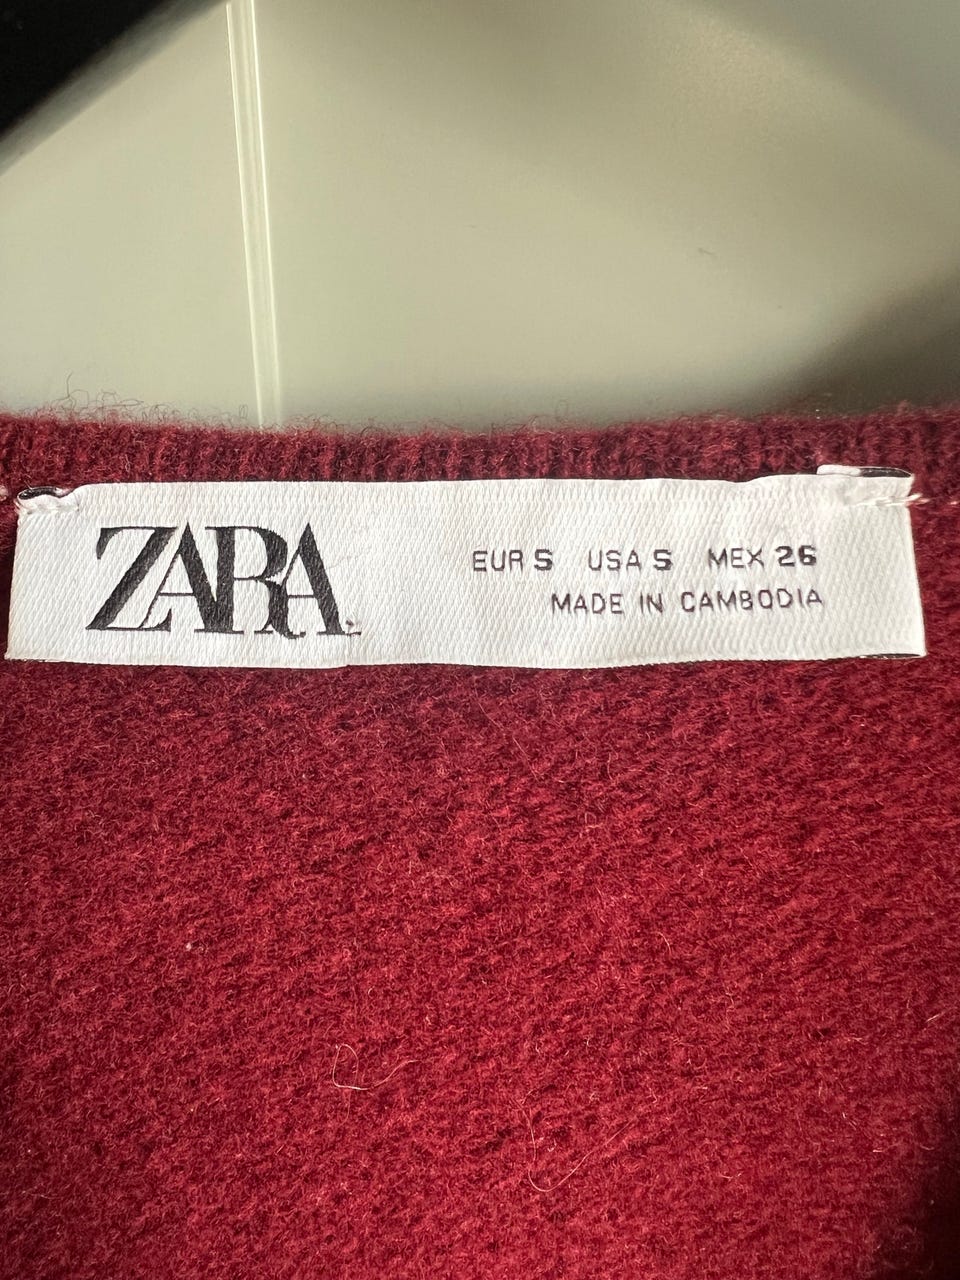 ZARA
EUR S USA S MEX 26
MADE IN CAMBODIA